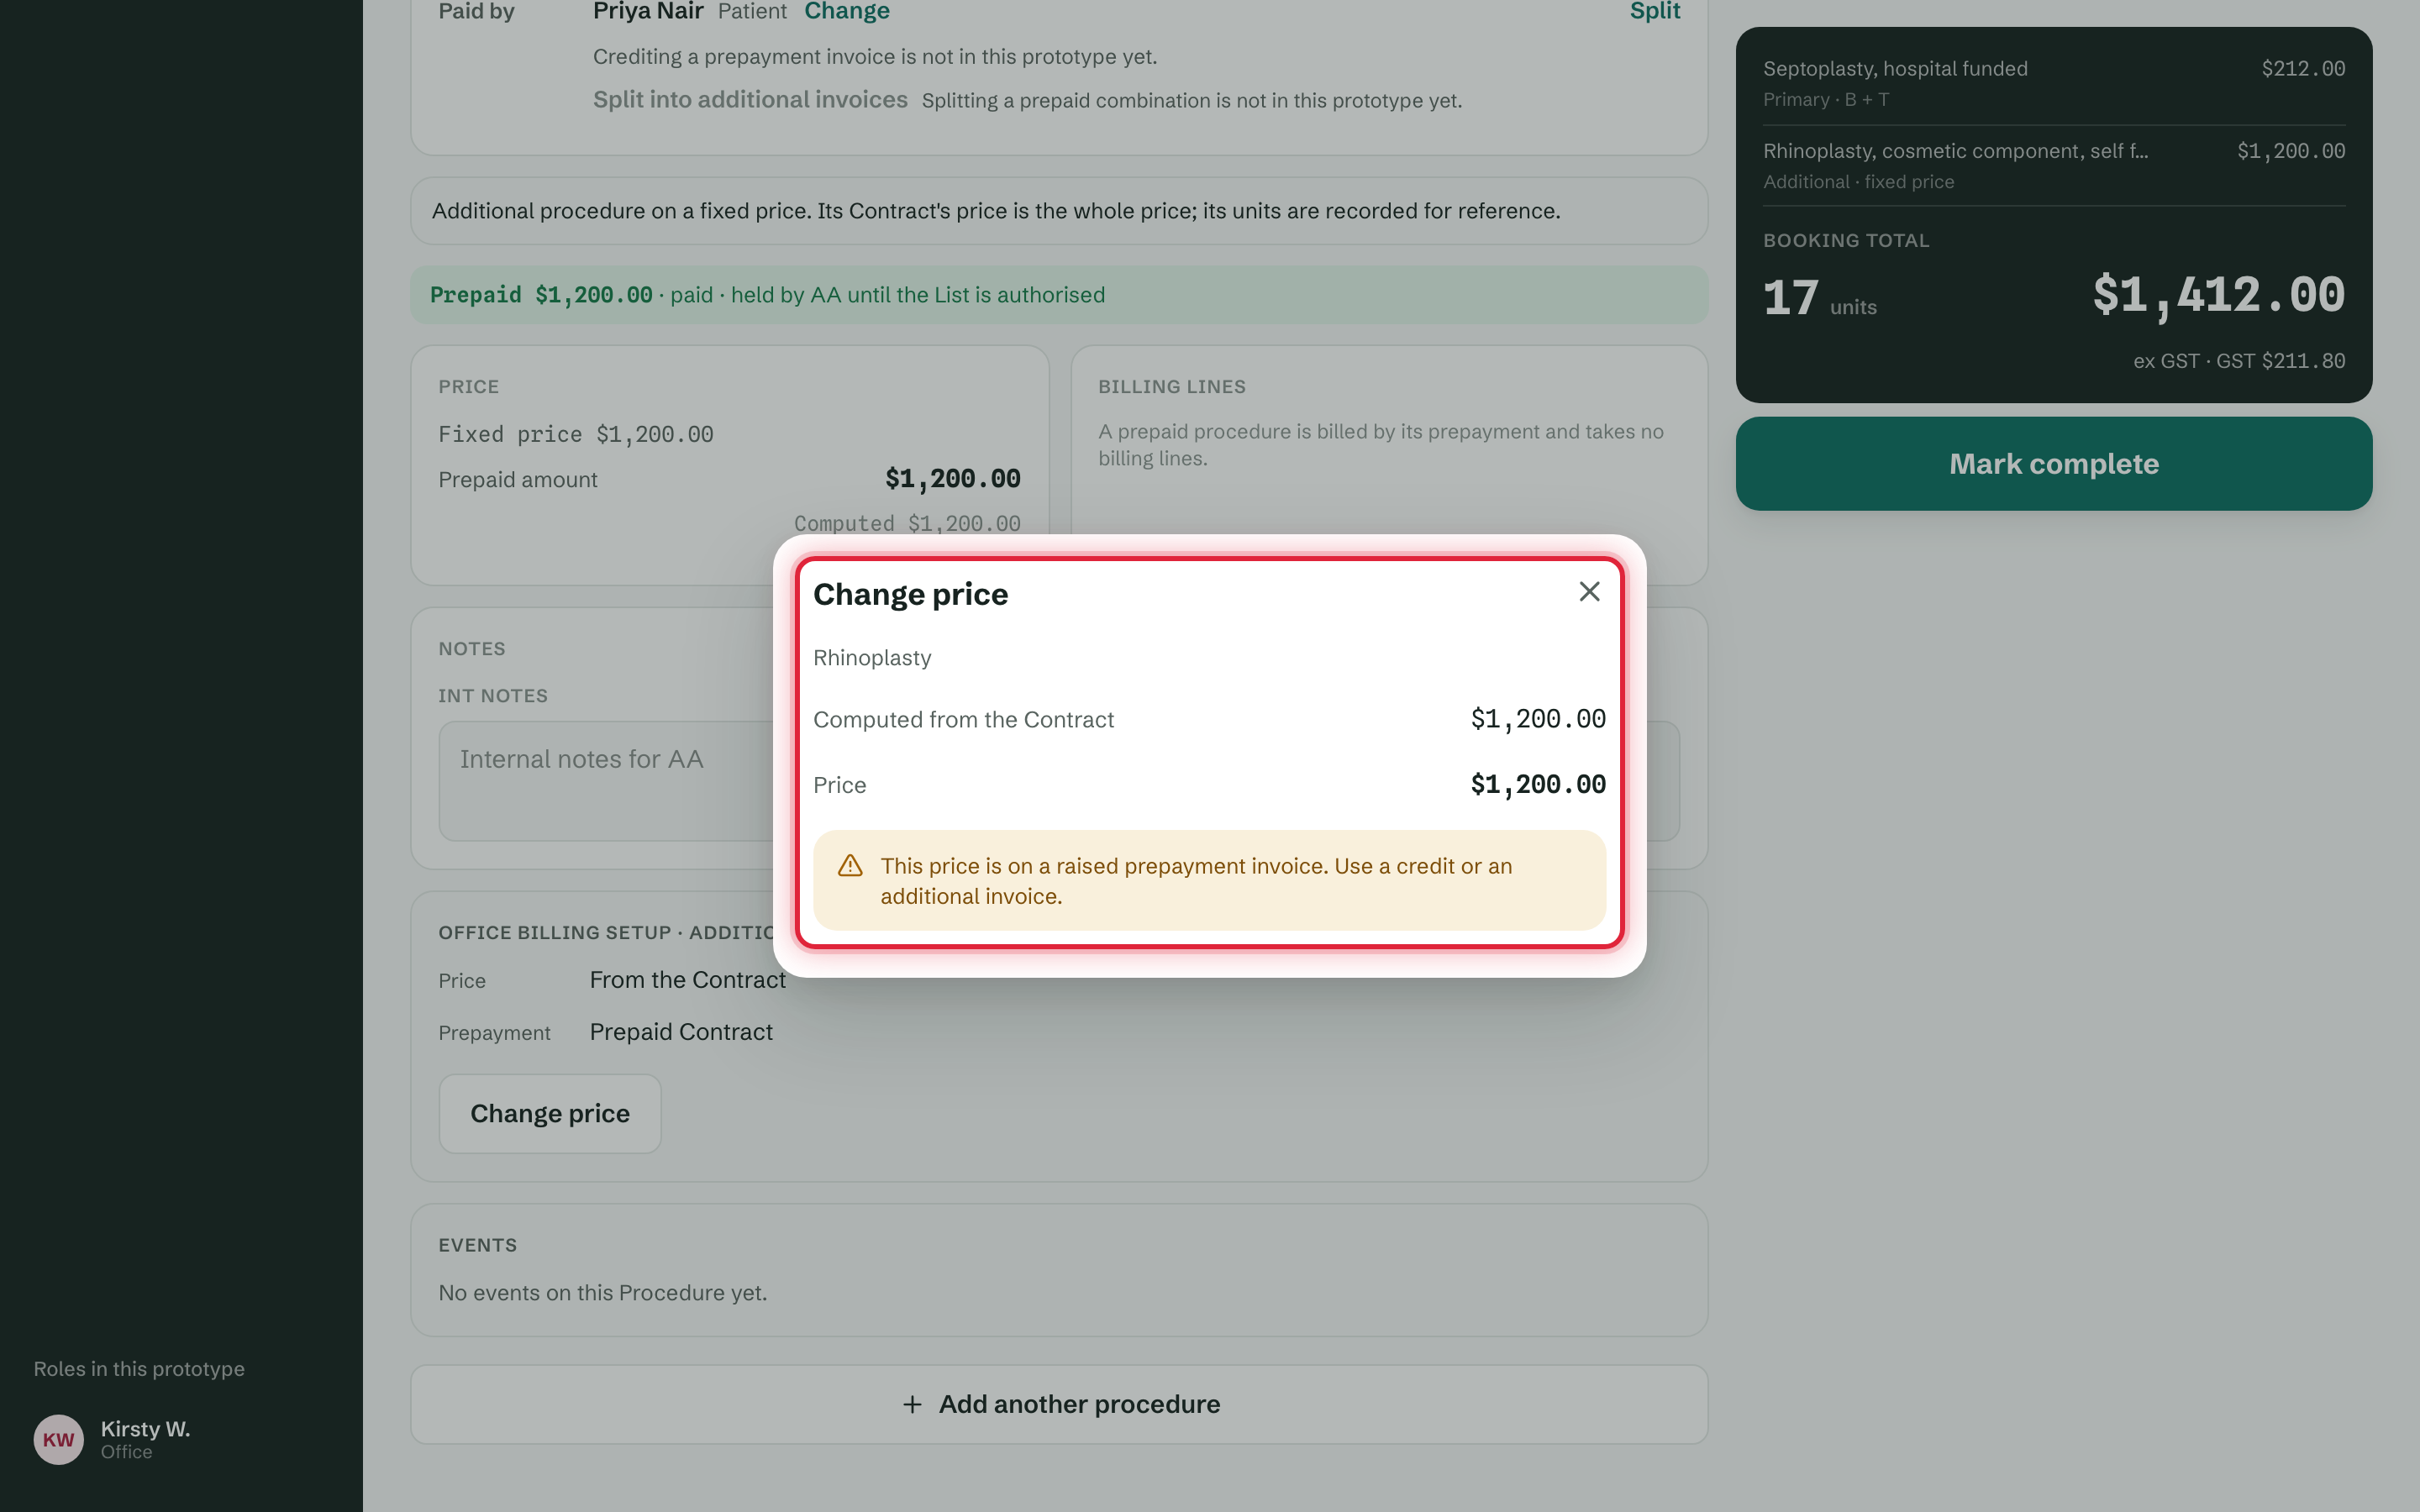 Paid by
Priya Nair Patient Change
Split
Crediting a prepayment invoice is not in this prototype yet.
Split into additional invoices Splitting a prepaid combination is not in this prototype yet.
Additional procedure on a fixed price. Its Contract's price is the whole price; its units are recorded for reference.
Prepaid $1,200.00 · paid · held by AA until the List is authorised
PRICE
Fixed price $1,200.00
Prepaid amount $1,200.00
Computed $1,200.00
BILLING LINES
A prepaid procedure is billed by its prepayment and takes no
billing lines.
NOTES
INT NOTES
Internal notes for AA
Change price
Rhinoplasty
Computed from the Contract $1,200.00
Price $1,200.00
This price is on a raised prepayment invoice. Use a credit or an
additional invoice.
OFFICE BILLING SETUP ·
Price From the Contract
Prepayment Prepaid Contract
Change price
EVENTS
No events on this Procedure yet.
+ Add another procedure
Septoplasty, hospital funded $212.00
Primary · B + T
Rhinoplasty, cosmetic component, self f... $1,200.00
Additional · fixed price
BOOKING TOTAL
17 units $1,412.00
ex GST · GST $211.80
Mark complete
Roles in this prototype
KW
Kirsty W.
Office